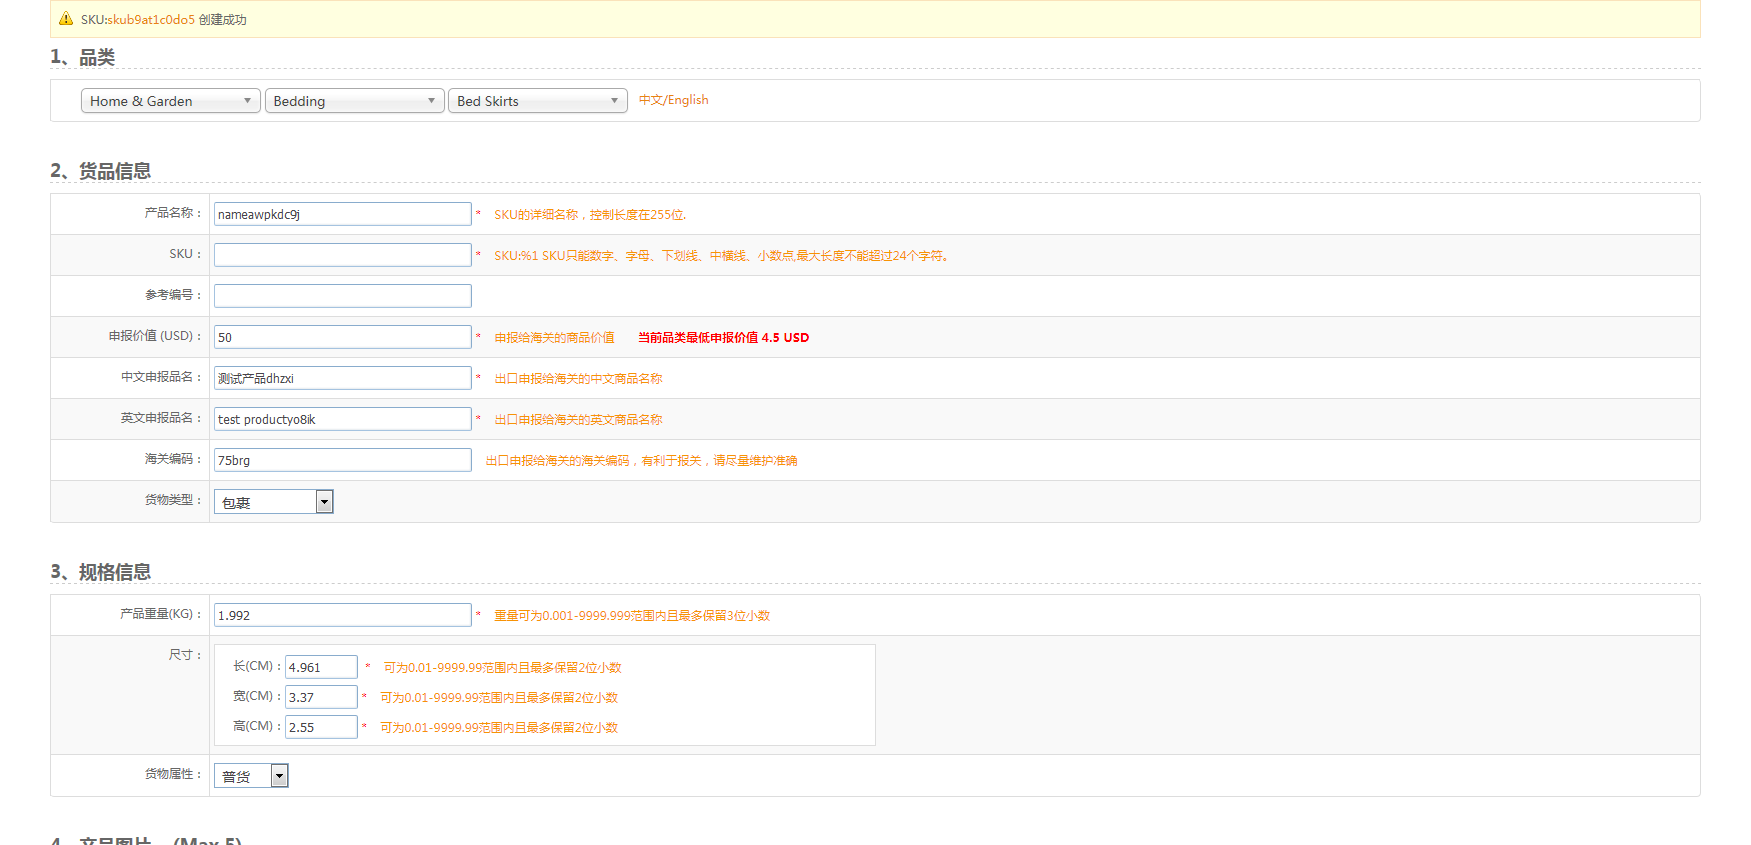 SKU:skub9at1c0do5 创建成功
1、品类
Home & Garden Bedding Bed Skirts 中文/English
2、货品信息
产品名称： nameawpkdc9j * SKU的详细名称，控制长度在255位.
SKU： * SKU:%1 SKU只能数字、字母、下划线、中横线、小数点,最大长度不能超过24个字符。
参考编号：
申报价值 (USD)： 50 * 申报给海关的商品价值 当前品类最低申报价值 4.5 USD
中文申报品名： 测试产品dhzxi * 出口申报给海关的中文商品名称
英文申报品名： test productyo8ik * 出口申报给海关的英文商品名称
海关编码： 75brg 出口申报给海关的海关编码，有利于报关，请尽量维护准确
货物类型： 包裹
3、规格信息
产品重量(KG)： 1.992 * 重量可为0.001-9999.999范围内且最多保留3位小数
尺寸：
长(CM)： 4.961 * 可为0.01-9999.99范围内且最多保留2位小数
宽(CM)： 3.37 * 可为0.01-9999.99范围内且最多保留2位小数
高(CM)： 2.55 * 可为0.01-9999.99范围内且最多保留2位小数
货物属性： 普货
4、产品图片 (Max 5)